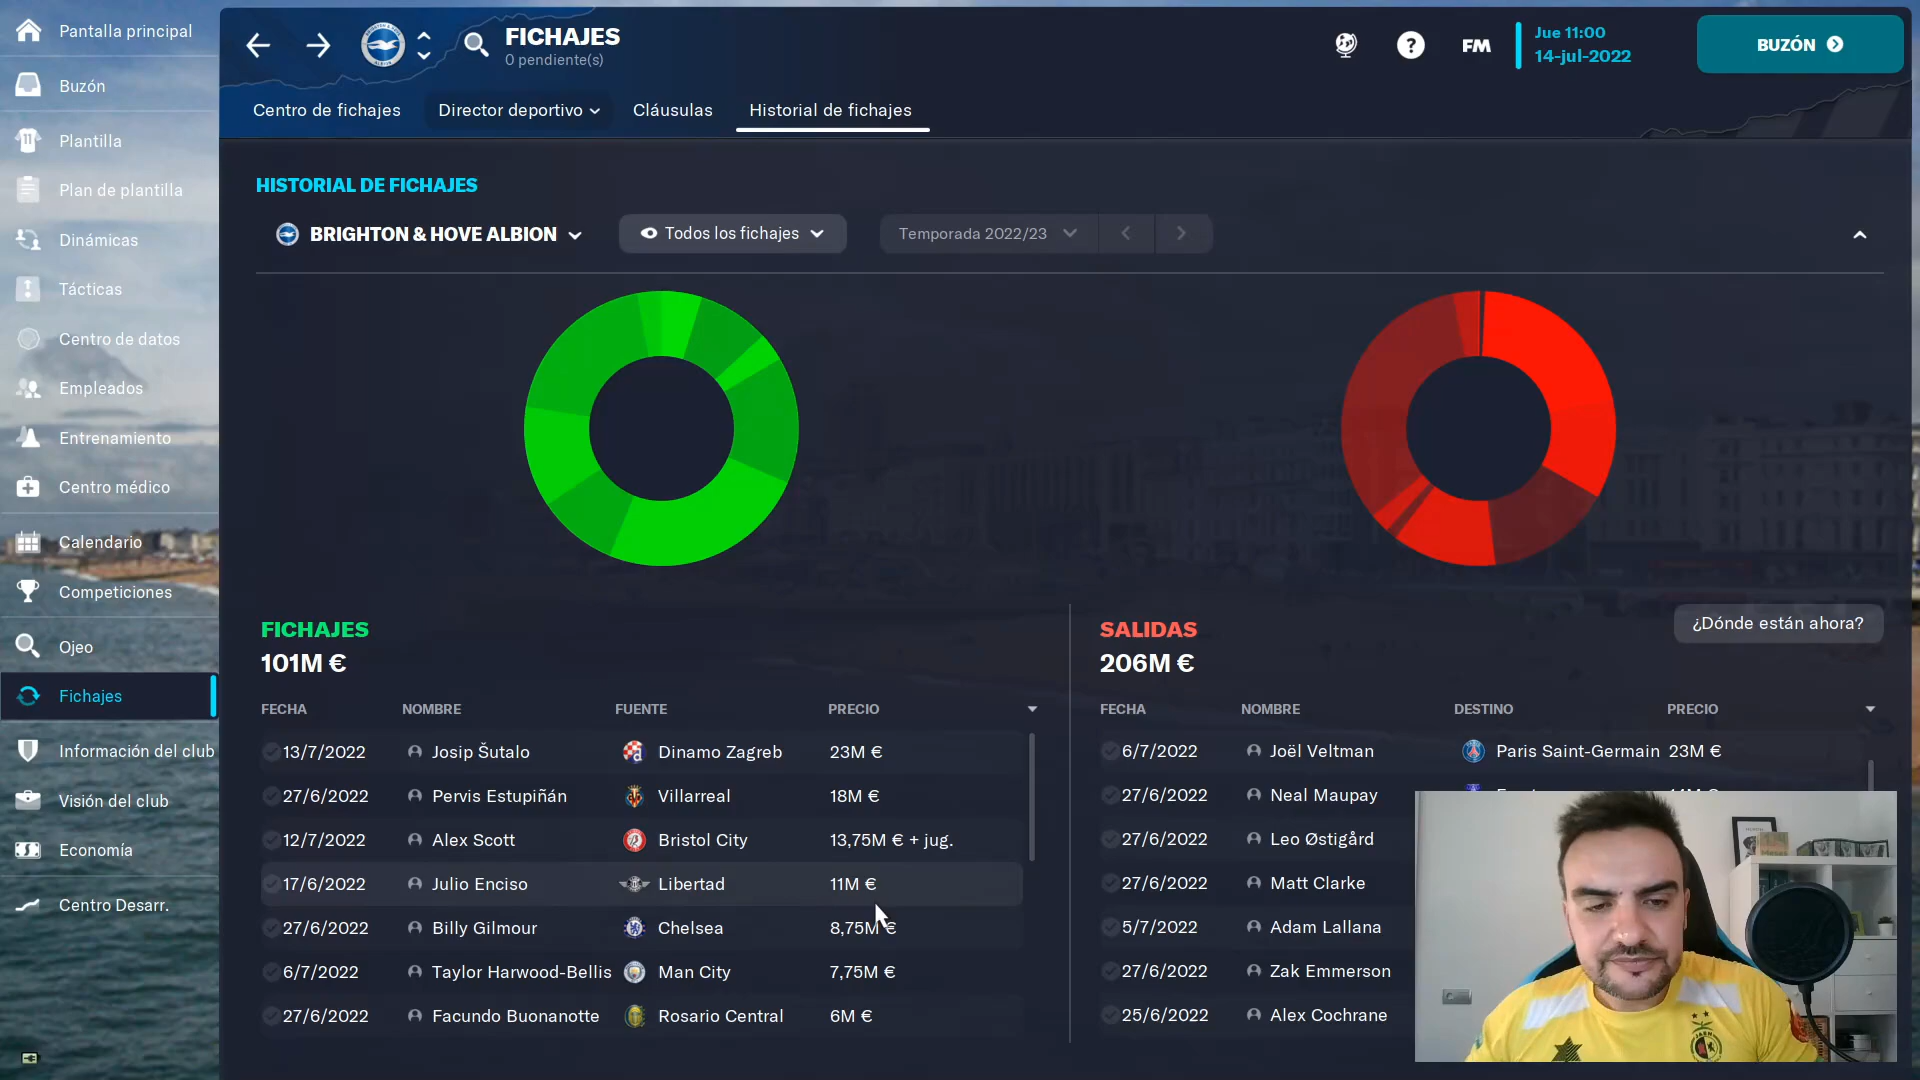 Pantalla principal
Buzón
Plantilla
Plan de plantilla
Dinámicas
Tácticas
Centro de datos
Empleados
Entrenamiento
Centro médico
Calendario
Competiciones
Ojeo
Fichajes
Información del club
Visión del club
Economía
Centro Desarr.
FICHAJES
0 pendiente(s)
?
FM
Jue 11:00
14-jul-2022
BUZÓN
Centro de fichajes
Director deportivo
Cláusulas
Historial de fichajes
HISTORIAL DE FICHAJES
BRIGHTON & HOVE ALBION
Todos los fichajes
Temporada 2022/23
FICHAJES
101M €
FECHA NOMBRE FUENTE PRECIO
13/7/2022 Josip Šutalo Dinamo Zagreb 23M €
27/6/2022 Pervis Estupiñán Villarreal 18M €
12/7/2022 Alex Scott Bristol City 13,75M € + jug.
17/6/2022 Julio Enciso Libertad 11M €
27/6/2022 Billy Gilmour Chelsea 8,75M €
6/7/2022 Taylor Harwood-Bellis Man City 7,75M €
27/6/2022 Facundo Buonanotte Rosario Central 6M €
SALIDAS
206M €
¿Dónde están ahora?
FECHA NOMBRE DESTINO PRECIO
6/7/2022 Joël Veltman Paris Saint-Germain 23M €
27/6/2022 Neal Maupay
27/6/2022 Leo Østigård
27/6/2022 Matt Clarke
5/7/2022 Adam Lallana
27/6/2022 Zak Emmerson
25/6/2022 Alex Cochrane